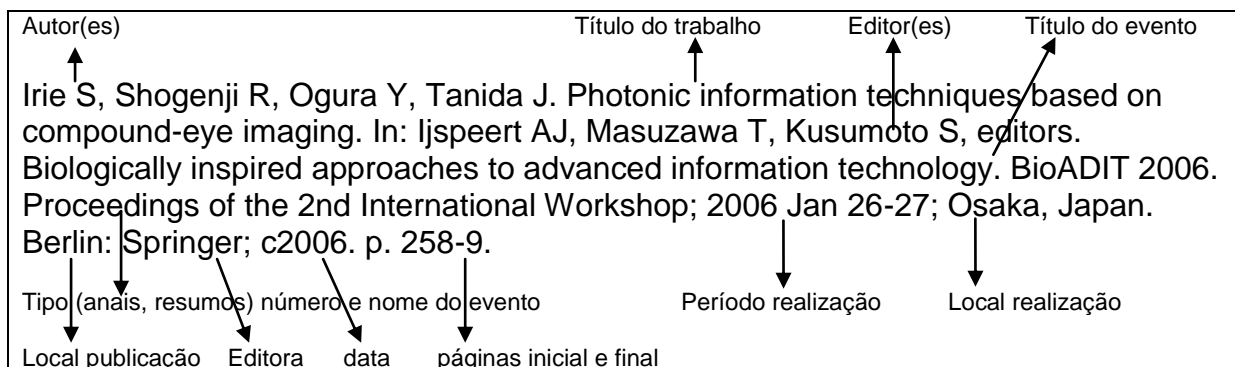 Autor(es) Título do trabalho Editor(es) Título do evento
Irie S, Shogenji R, Ogura Y, Tanida J. Photonic information techniques based on
compound-eye imaging. In: Ijspeert AJ, Masuzawa T, Kusumoto S, editors.
Biologically inspired approaches to advanced information technology. BioADIT 2006.
Proceedings of the 2nd International Workshop; 2006 Jan 26-27; Osaka, Japan.
Berlin: Springer; c2006. p. 258-9.
Tipo (anais, resumos) número e nome do evento Período realização Local realização
Local publicação Editora data páginas inicial e final